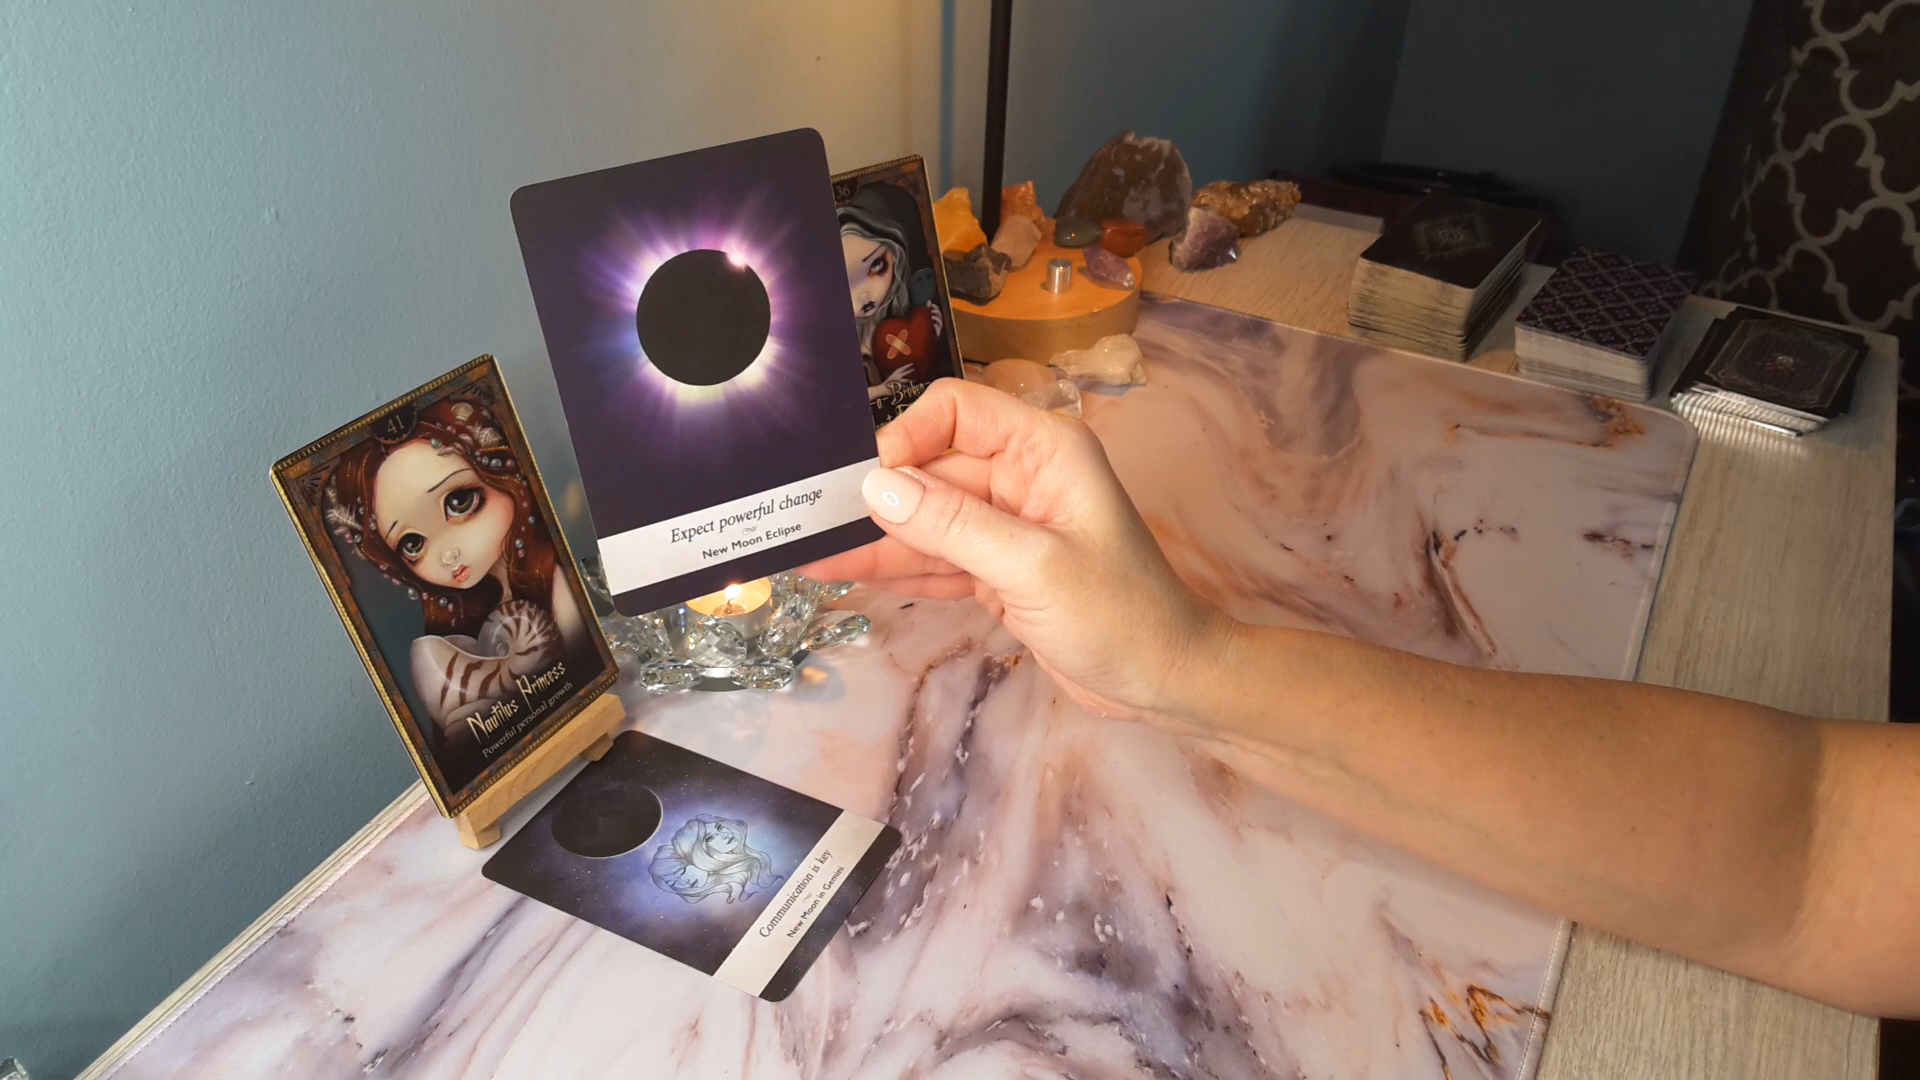 41
Nautilus Princess
Powerful personal growth
Expect powerful change
New Moon Eclipse
36
Broken
Communication is key
New Moon in Gemini